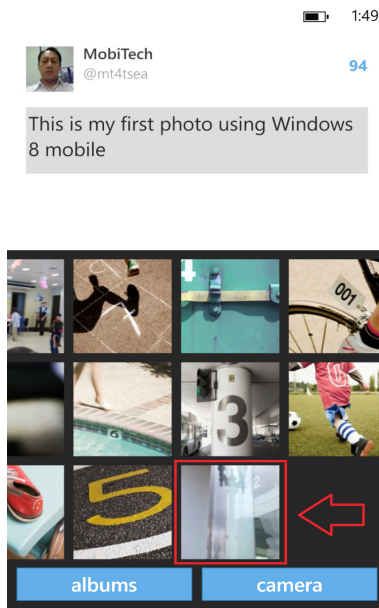 1:49
MobiTech
@mt4tsea
94
This is my first photo using Windows
8 mobile
001
6
3
5
albums
camera